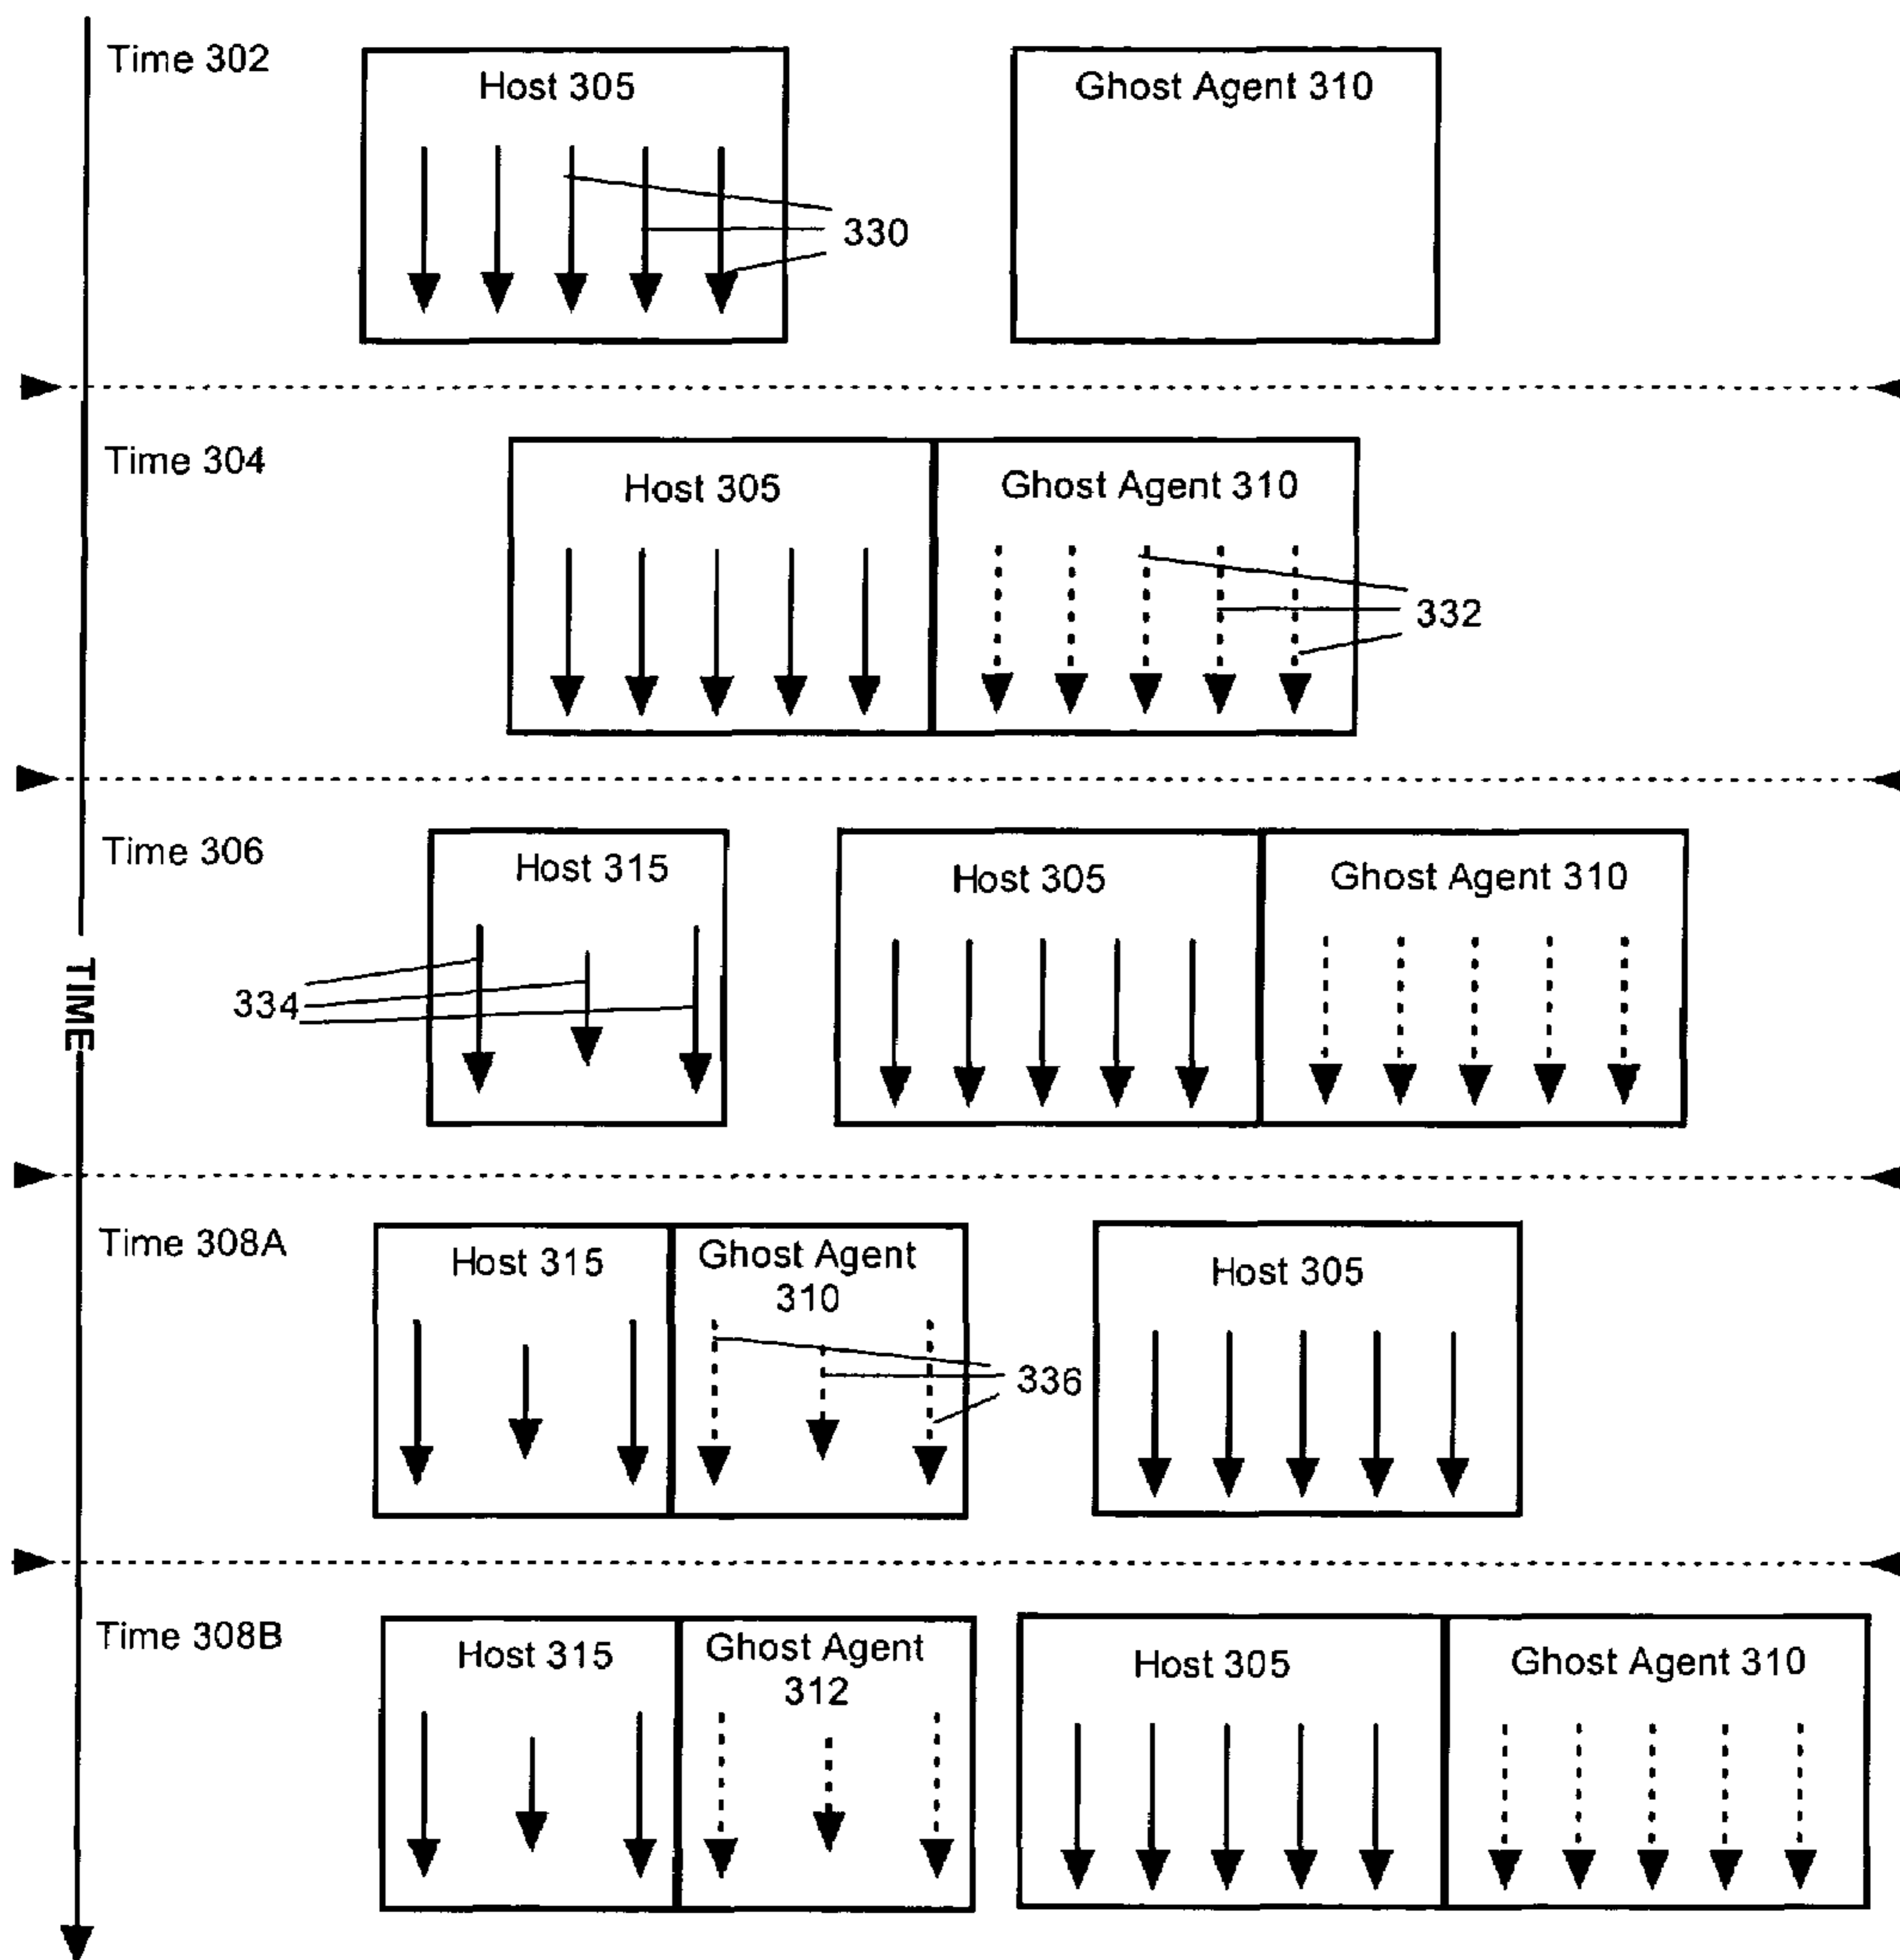 Time 302
Host 305
Ghost Agent 310
330
Time 304
Host 305
Ghost Agent 310
332
Time 306
Host 315
Host 305
Ghost Agent 310
334
TIME
Time 308A
Host 315
Ghost Agent
310
Host 305
336
Time 308B
Host 315
Ghost Agent
312
Host 305
Ghost Agent 310